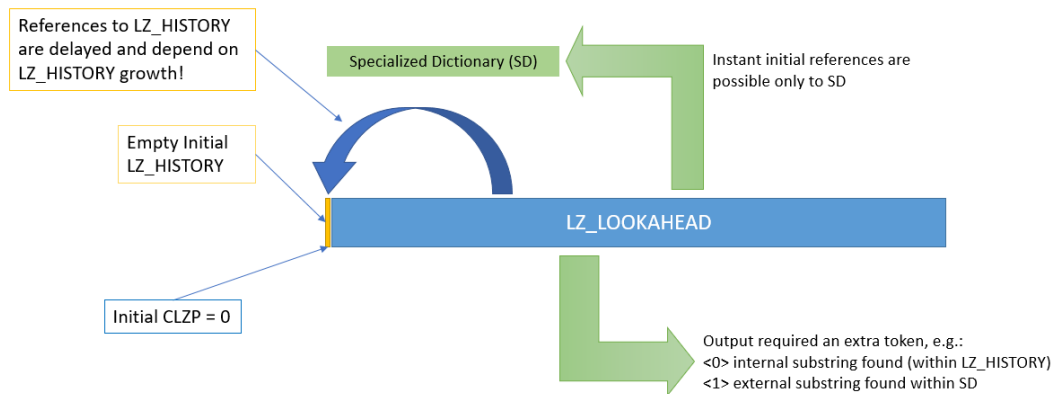 References to LZ_HISTORY
are delayed and depend on
LZ_HISTORY growth!
Specialized Dictionary (SD)
Instant initial references are
possible only to SD
Empty Initial
LZ_HISTORY
LZ_LOOKAHEAD
Initial CLZP = 0
Output required an extra token, e.g.:
<0> internal substring found (within LZ_HISTORY)
<1> external substring found within SD